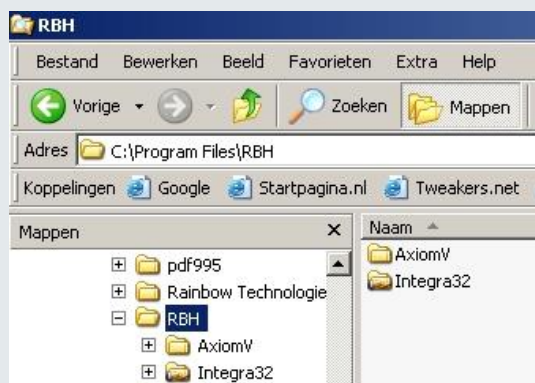 RBH
Bestand Bewerken Beeld Favorieten Extra Help
Vorige Zoeken Mappen
Adres C:\Program Files\RBH
Koppelingen Google Startpagina.nl Tweakers.net
Mappen
pdf995
Rainbow Technologie
RBH
AxiomV
Integra32
Naam
AxiomV
Integra32